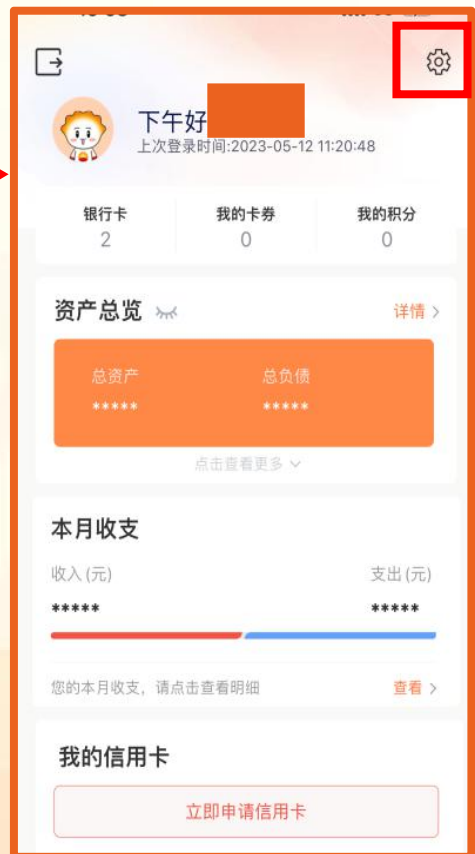 下午好
上次登录时间:2023-05-12 11:20:48
银行卡 我的卡券 我的积分
2 0 0
资产总览 详情 >
总资产 总负债
***** *****
点击查看更多
本月收支
收入(元) 支出(元)
***** *****
您的本月收支，请点击查看明细 查看 >
我的信用卡
立即申请信用卡